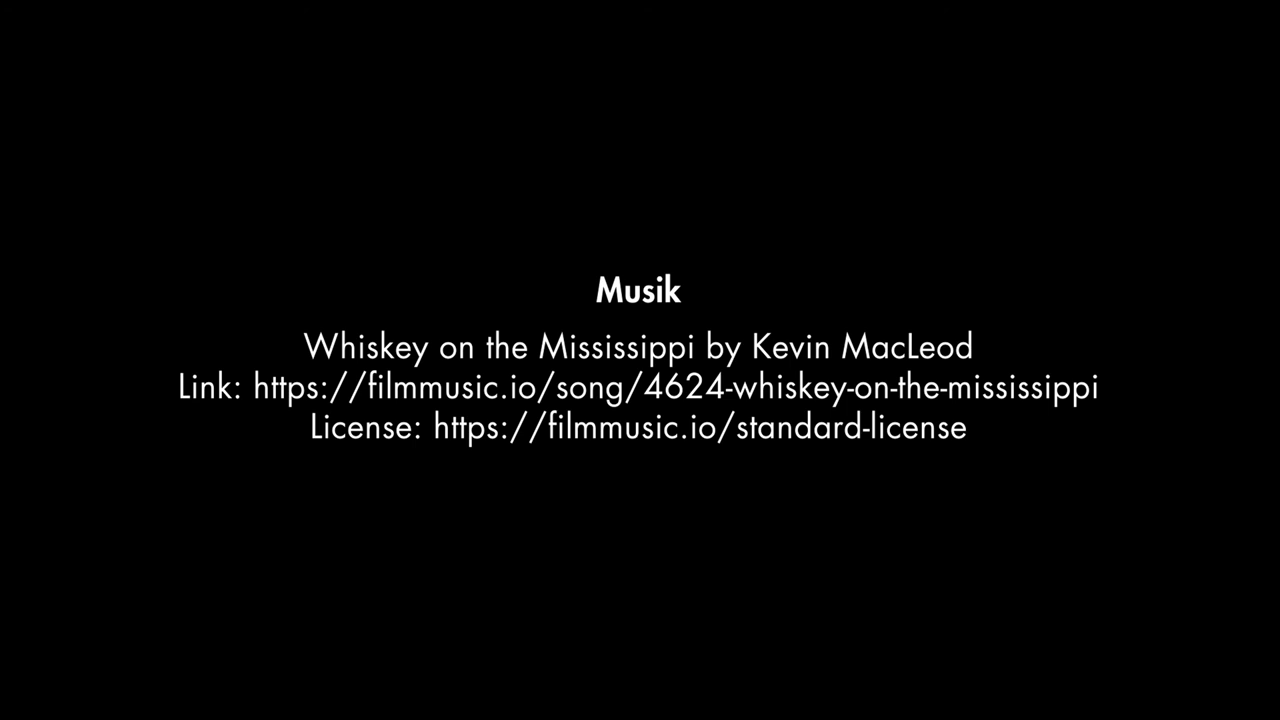 Musik
Whiskey on the Mississippi by Kevin MacLeod
Link: https://filmmusic.io/song/4624-whiskey-on-the-mississippi
License: https://filmmusic.io/standard-license